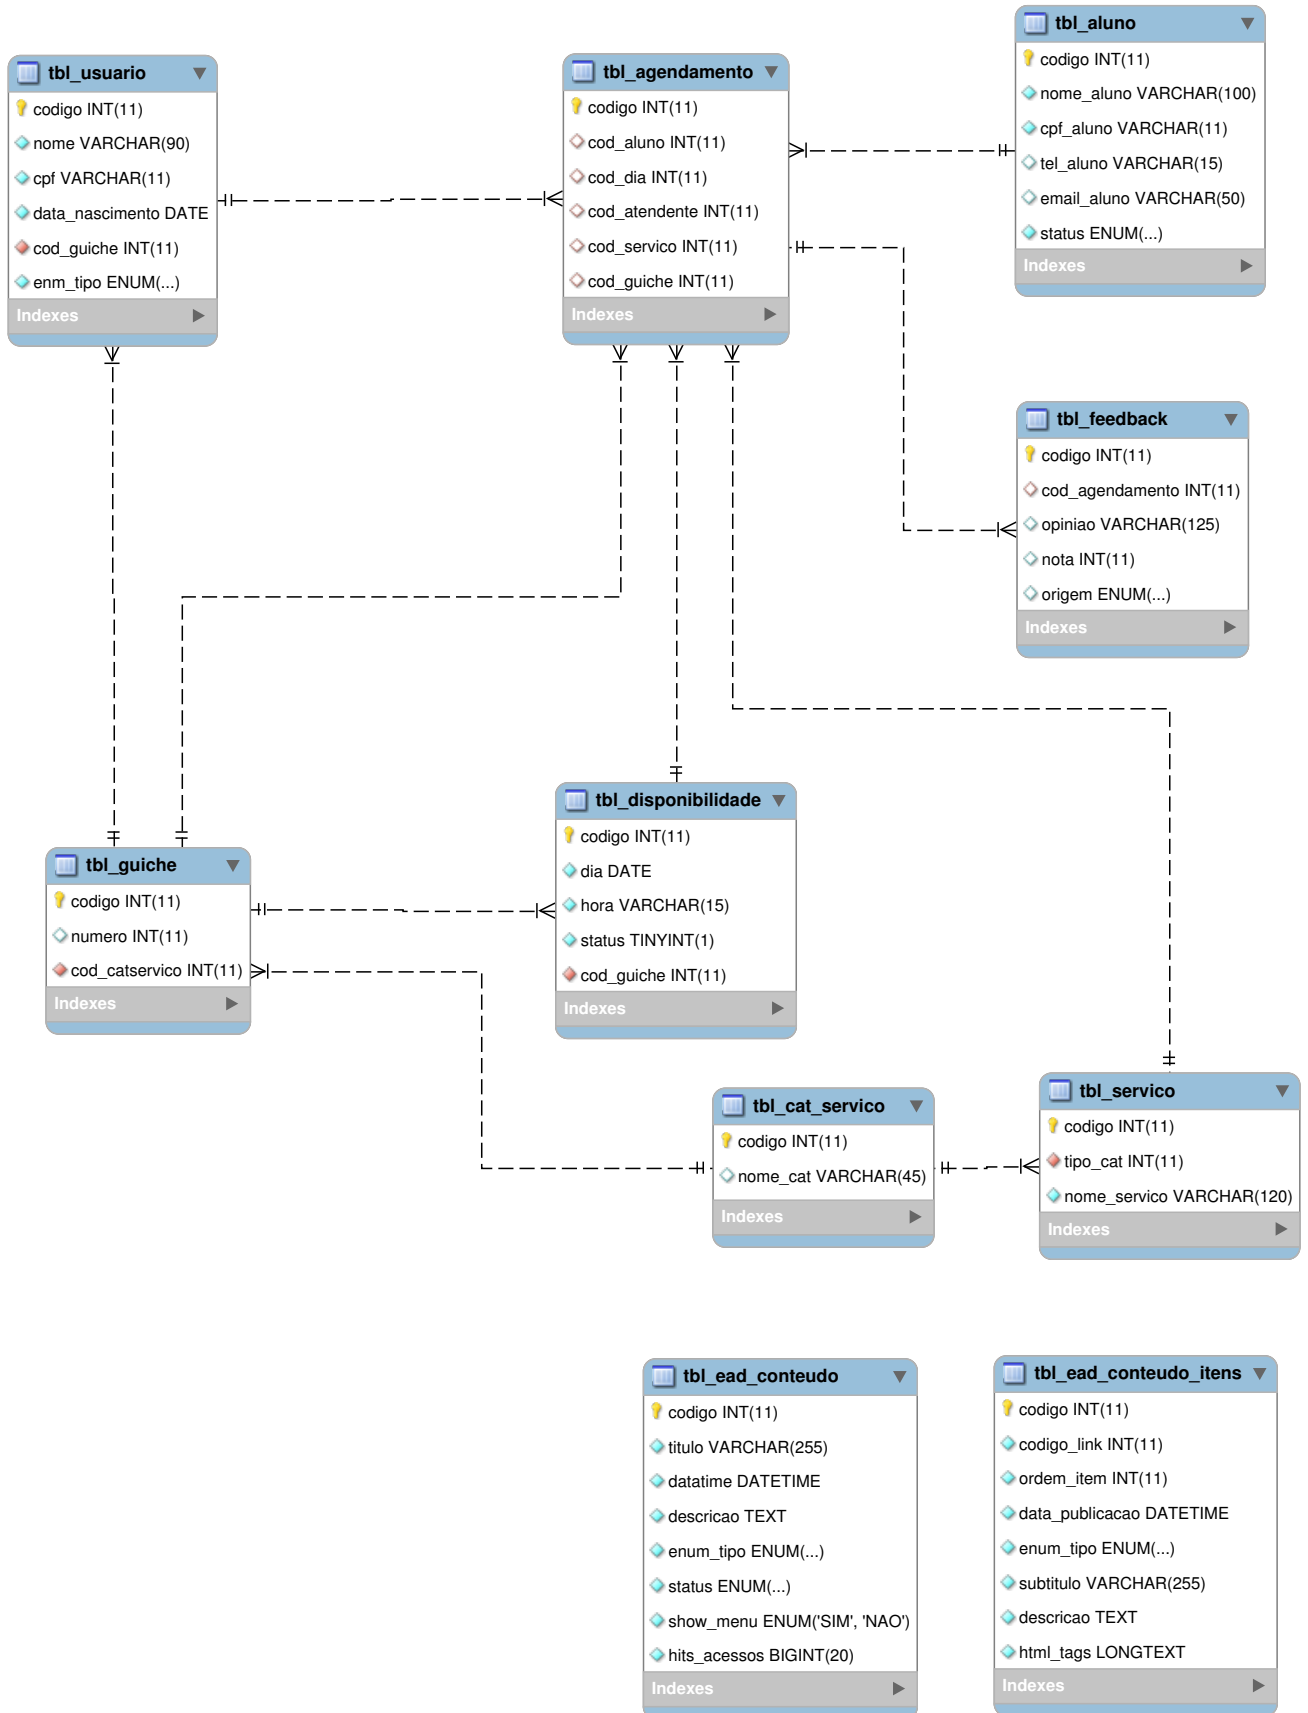 tbl_usuario
codigo INT(11)
nome VARCHAR(90)
cpf VARCHAR(11)
data_nascimento DATE
cod_guiche INT(11)
enm_tipo ENUM(...)
Indexes
tbl_agendamento
codigo INT(11)
cod_aluno INT(11)
cod_dia INT(11)
cod_atendente INT(11)
cod_servico INT(11)
cod_guiche INT(11)
Indexes
tbl_aluno
codigo INT(11)
nome_aluno VARCHAR(100)
cpf_aluno VARCHAR(11)
tel_aluno VARCHAR(15)
email_aluno VARCHAR(50)
status ENUM(...)
Indexes
tbl_feedback
codigo INT(11)
cod_agendamento INT(11)
opiniao VARCHAR(125)
nota INT(11)
origem ENUM(...)
Indexes
tbl_guiche
codigo INT(11)
numero INT(11)
cod_catservico INT(11)
Indexes
tbl_disponibilidade
codigo INT(11)
dia DATE
hora VARCHAR(15)
status TINYINT(1)
cod_guiche INT(11)
Indexes
tbl_cat_servico
codigo INT(11)
nome_cat VARCHAR(45)
Indexes
tbl_servico
codigo INT(11)
tipo_cat INT(11)
nome_servico VARCHAR(120)
Indexes
tbl_ead_conteudo
codigo INT(11)
titulo VARCHAR(255)
datatime DATETIME
descricao TEXT
enum_tipo ENUM(...)
status ENUM(...)
show_menu ENUM('SIM', 'NAO')
hits_acessos BIGINT(20)
Indexes
tbl_ead_conteudo_itens
codigo INT(11)
codigo_link INT(11)
ordem_item INT(11)
data_publicacao DATETIME
enum_tipo ENUM(...)
subtitulo VARCHAR(255)
descricao TEXT
html_tags LONGTEXT
Indexes